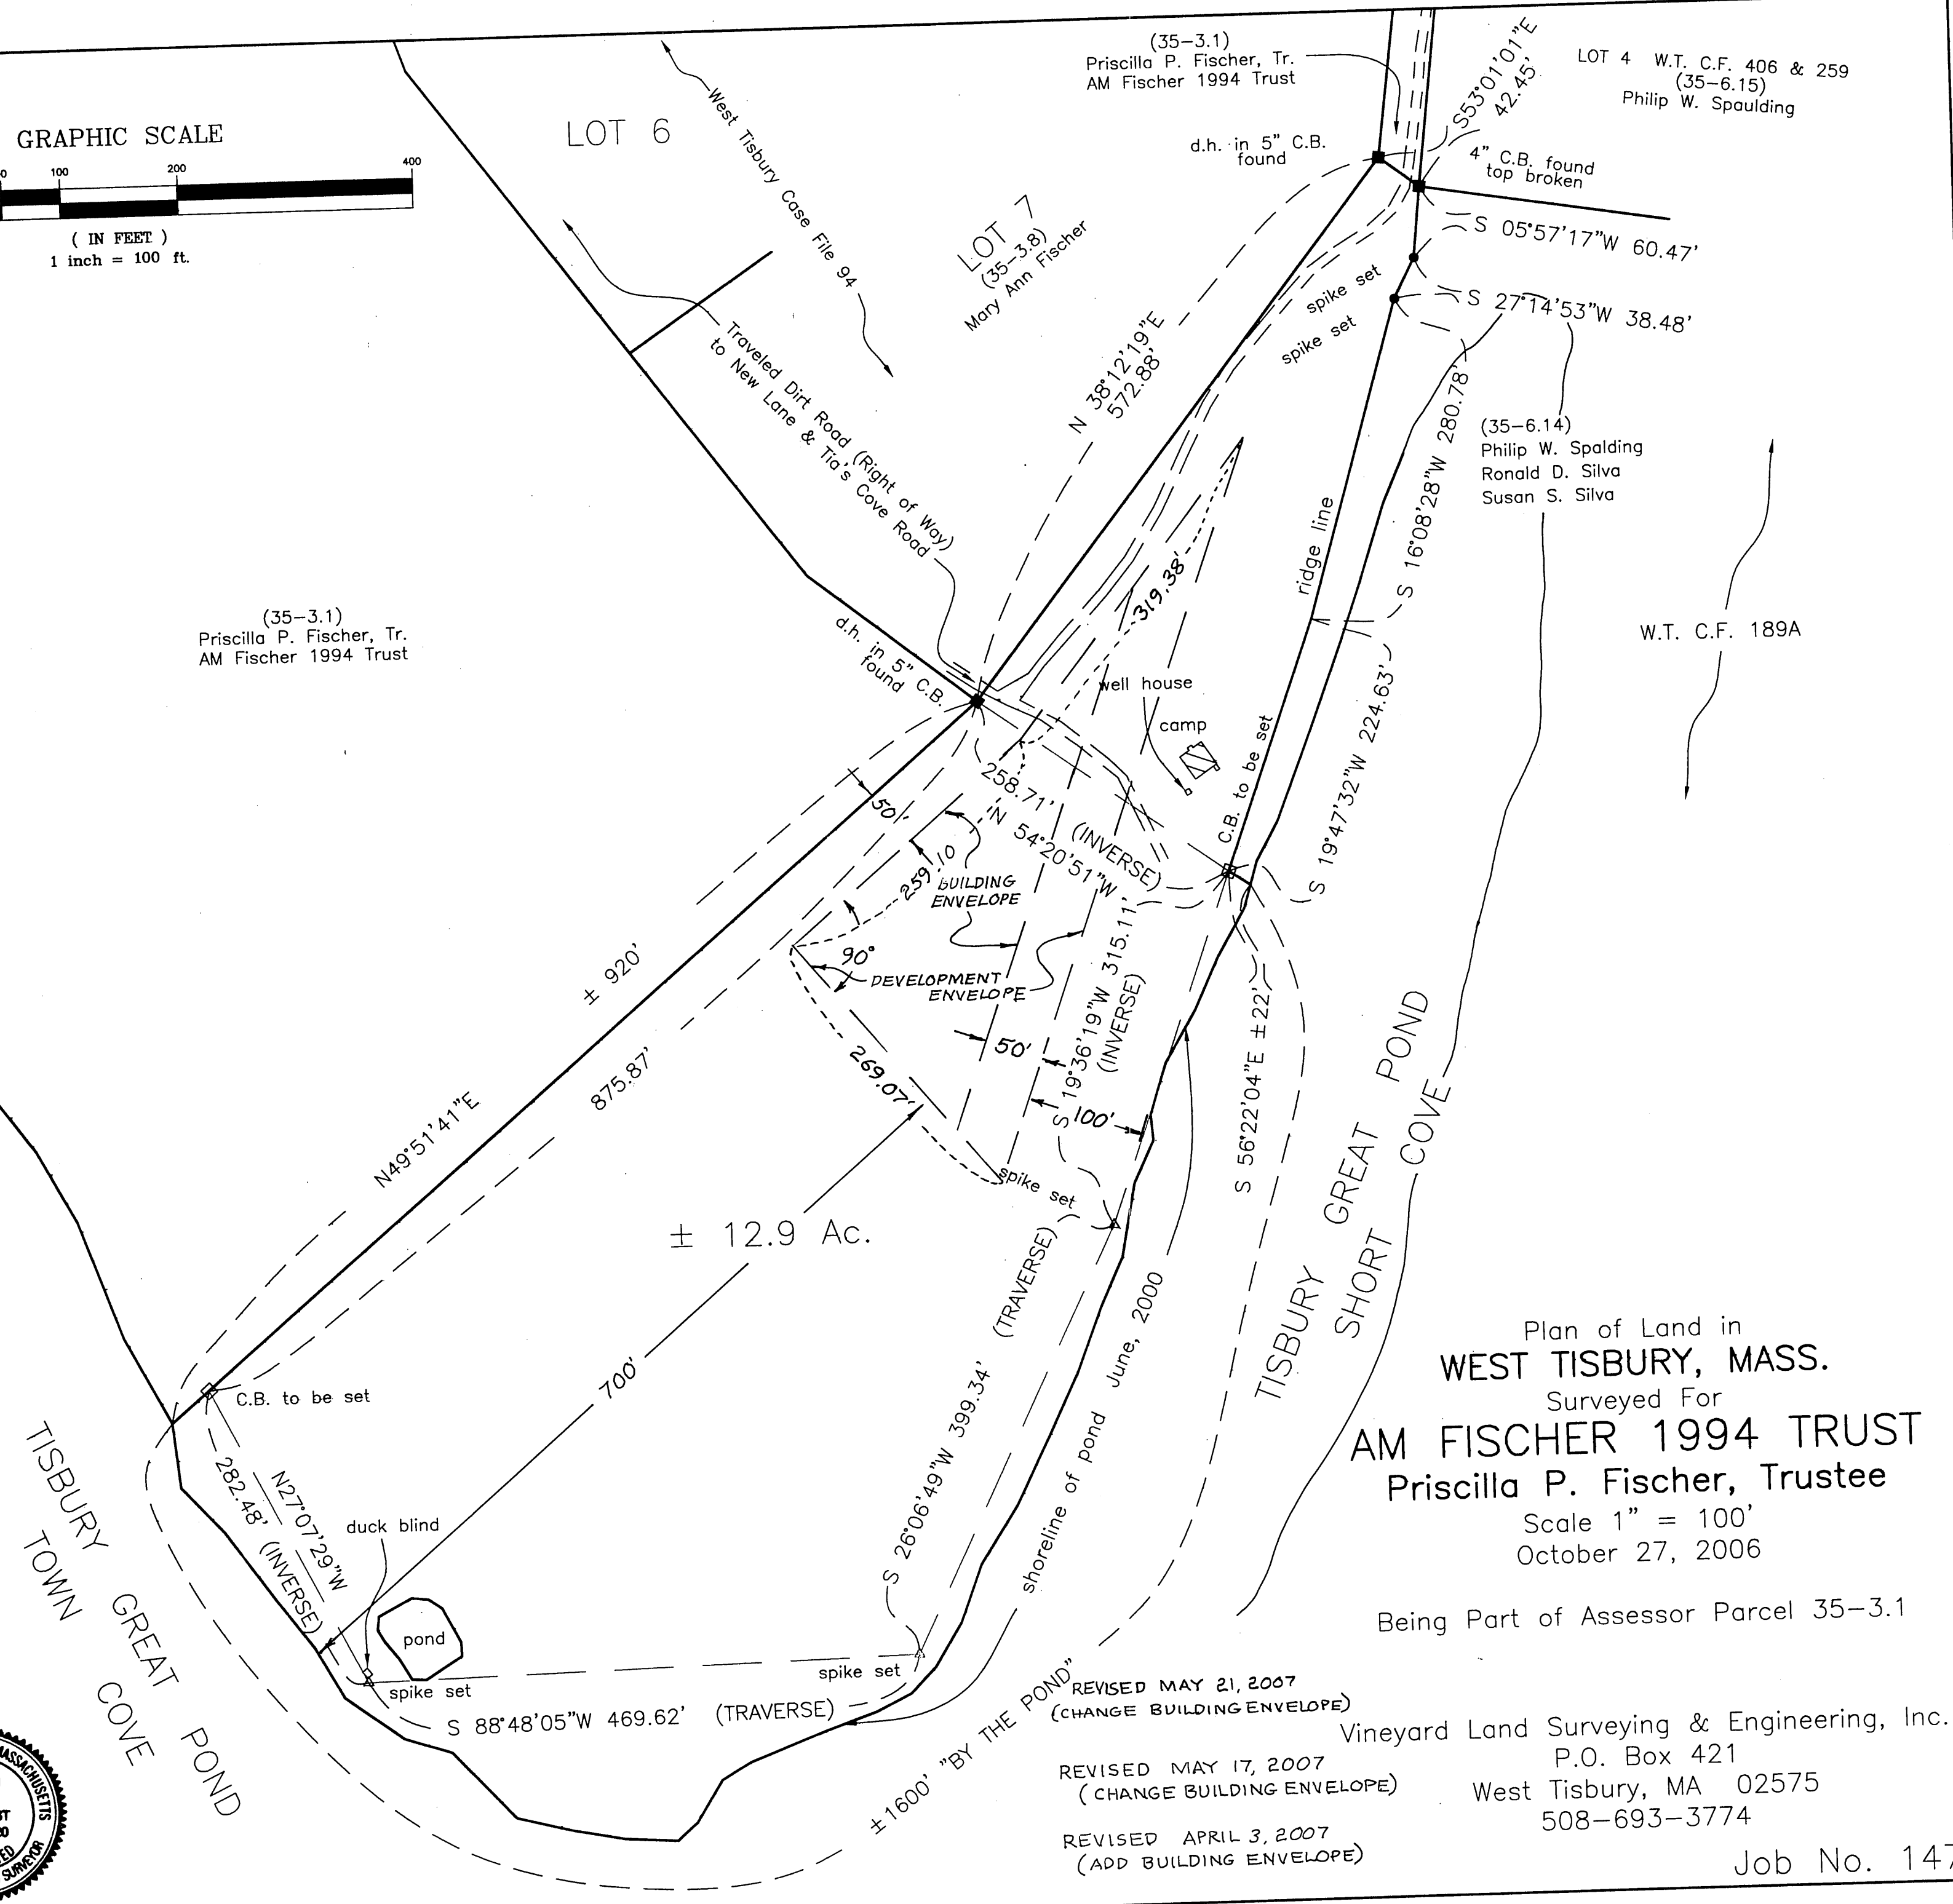 GRAPHIC SCALE
0 100 200 400
( IN FEET )
1 inch = 100 ft.
LOT 6
West Tisbury Case File 94
(35-3.1)
Priscilla P. Fischer, Tr.
AM Fischer 1994 Trust
S53°01'01"E
42.45'
LOT 4 W.T. C.F. 406 & 259
(35-6.15)
Philip W. Spaulding
d.h. in 5" C.B.
found
4" C.B. found
top broken
LOT 7
(35-3.8)
Mary Ann Fischer
S 05°57'17"W 60.47'
spike set
spike set
S 27°14'53"W 38.48'
Traveled Dirt Road (Right of Way)
to New Lane & Tia's Cove Road
N 38°12'19"E
572.88'
S 16°08'28"W 280.78'
(35-6.14)
Philip W. Spalding
Ronald D. Silva
Susan S. Silva
ridge line
319.38'
W.T. C.F. 189A
(35-3.1)
Priscilla P. Fischer, Tr.
AM Fischer 1994 Trust
d.h. in 5" C.B.
found
well house
camp
C.B. to be set
S 19°47'32"W 224.63'
50'
258.71' (INVERSE)
N 54°20'51"W
259.10
BUILDING
ENVELOPE
90°
DEVELOPMENT
ENVELOPE
± 920'
875.87'
N49°51'41"E
269.07'
50'
100'
S 19°36'19"W 315.11'
(INVERSE)
S 56°22'04"E ±22'
spike set
± 12.9 Ac.
700'
TISBURY GREAT POND
SHORT COVE
S 26°06'49"W 399.34' (TRAVERSE)
shoreline of pond June, 2000
C.B. to be set
N27°07'29"W
282.48' (INVERSE)
duck blind
pond
spike set
spike set
S 88°48'05"W 469.62' (TRAVERSE)
TISBURY GREAT POND
TOWN COVE
±1600' "BY THE POND"
Plan of Land in
WEST TISBURY, MASS.
Surveyed For
AM FISCHER 1994 TRUST
Priscilla P. Fischer, Trustee
Scale 1" = 100'
October 27, 2006
Being Part of Assessor Parcel 35-3.1
REVISED MAY 21, 2007
(CHANGE BUILDING ENVELOPE)
REVISED MAY 17, 2007
(CHANGE BUILDING ENVELOPE)
REVISED APRIL 3, 2007
(ADD BUILDING ENVELOPE)
Vineyard Land Surveying & Engineering, Inc.
P.O. Box 421
West Tisbury, MA 02575
508-693-3774
Job No. 147
MASSACHUSETTS
SURVEYOR